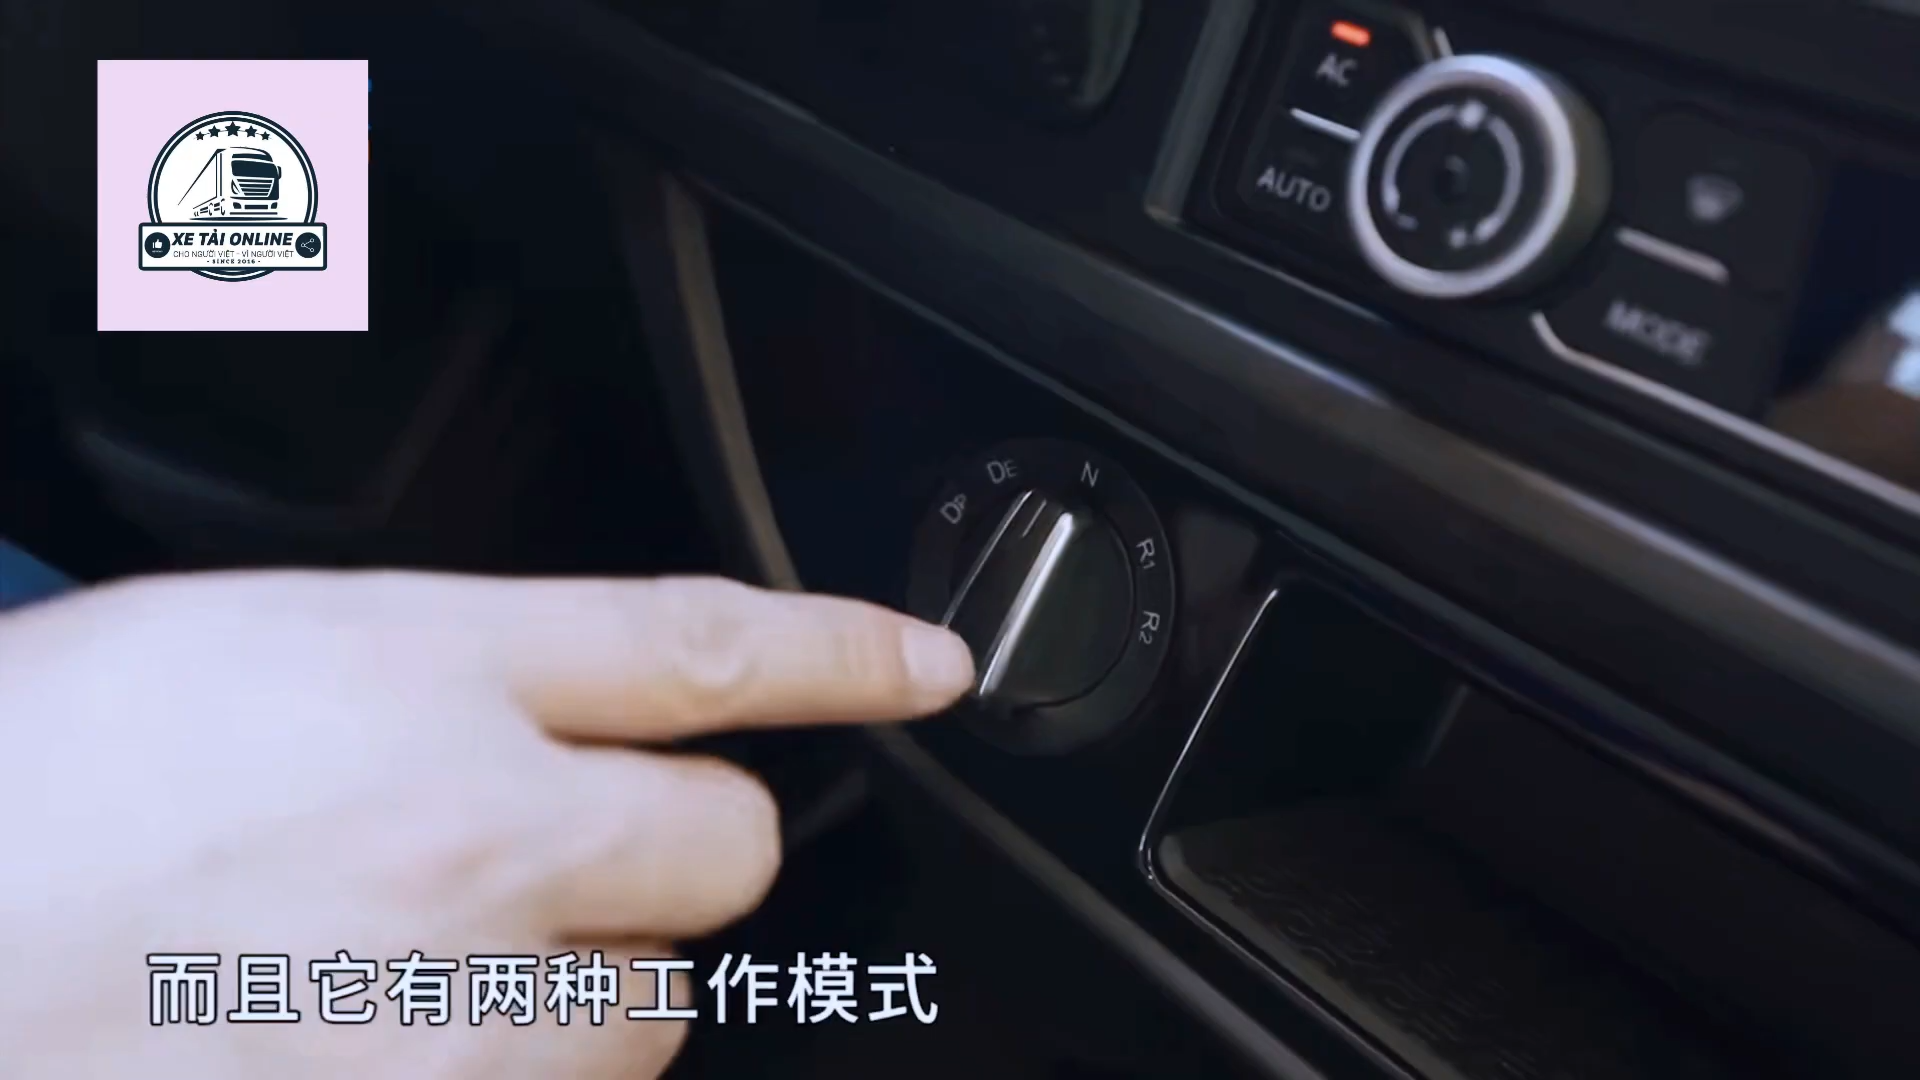 XE TẢI ONLINE
CHO NGƯỜI VIỆT - VÌ NGƯỜI VIỆT
- SINCE 2016 -
AC
AUTO
MODE
DP
DE
N
R1
R2
而且它有两种工作模式